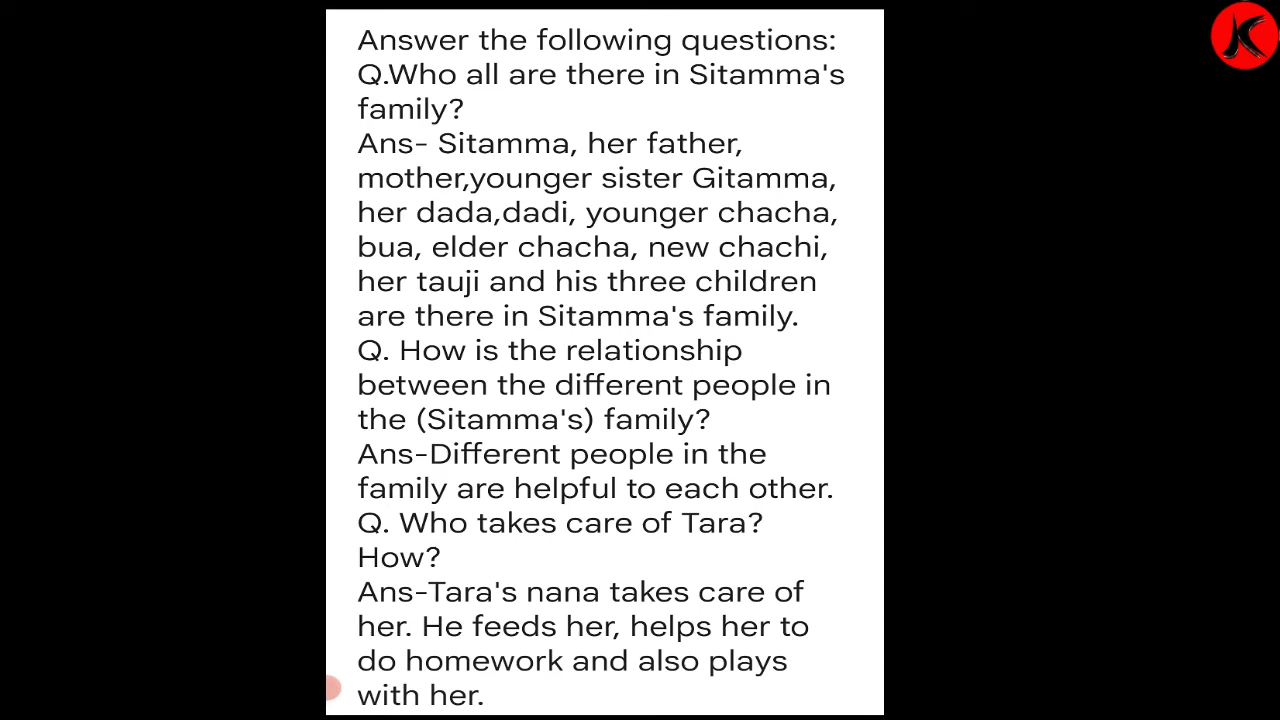 Answer the following questions:
Q.Who all are there in Sitamma's
family?
Ans- Sitamma, her father,
mother,younger sister Gitamma,
her dada,dadi, younger chacha,
bua, elder chacha, new chachi,
her tauji and his three children
are there in Sitamma's family.
Q. How is the relationship
between the different people in
the (Sitamma's) family?
Ans-Different people in the
family are helpful to each other.
Q. Who takes care of Tara?
How?
Ans-Tara's nana takes care of
her. He feeds her, helps her to
do homework and also plays
with her.
K